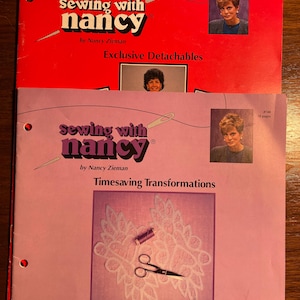 sewing with
nancy
by Nancy Zieman
Exclusive Detachables
sewing with
nancy
by Nancy Zieman
Timesaving Transformations